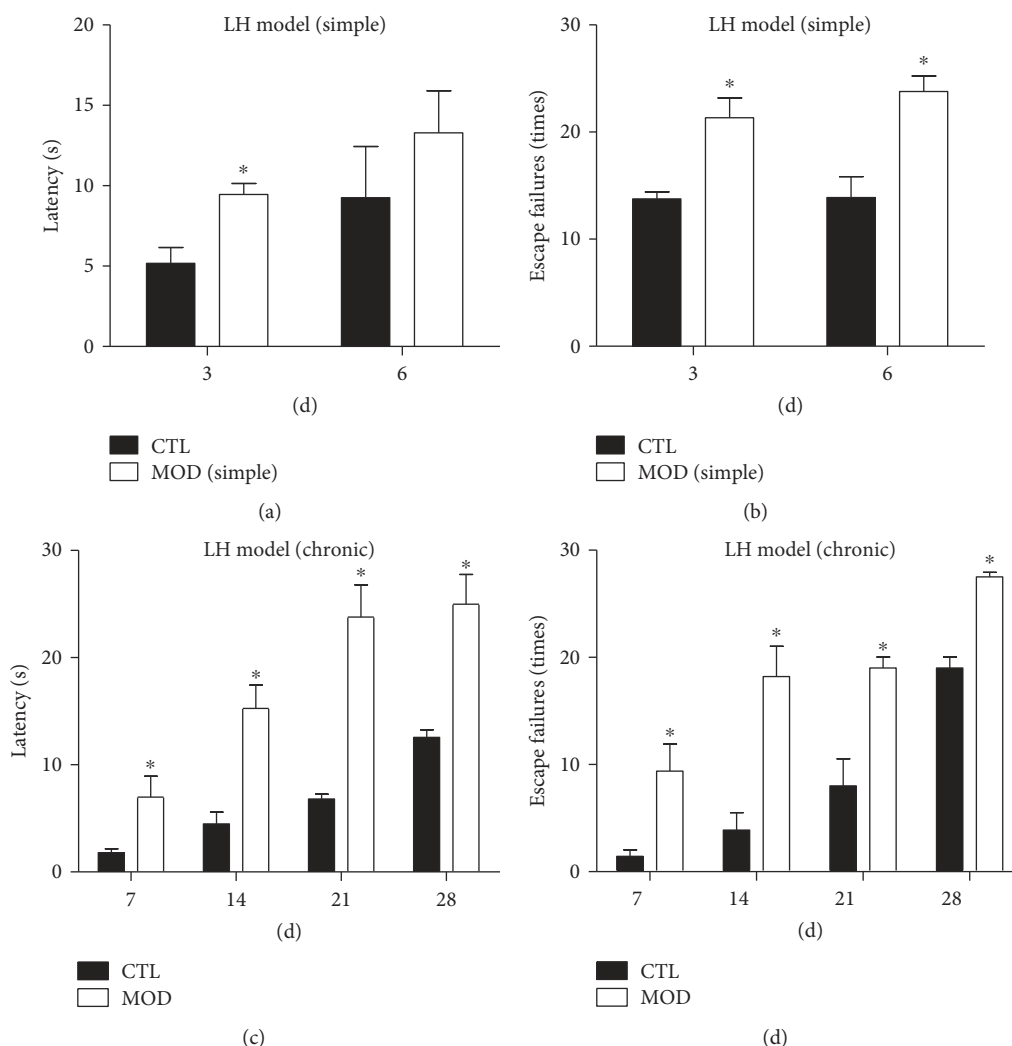 LH model (simple)
20
15
10
5
0
Latency (s)
*
3
6
(d)
CTL
MOD (simple)
(a)
LH model (simple)
30
20
10
0
Escape failures (times)
*
*
3
6
(d)
CTL
MOD (simple)
(b)
LH model (chronic)
30
20
10
0
Latency (s)
*
*
*
*
7
14
21
28
(d)
CTL
MOD
(c)
LH model (chronic)
30
20
10
0
Escape failures (times)
*
*
*
*
7
14
21
28
(d)
CTL
MOD
(d)